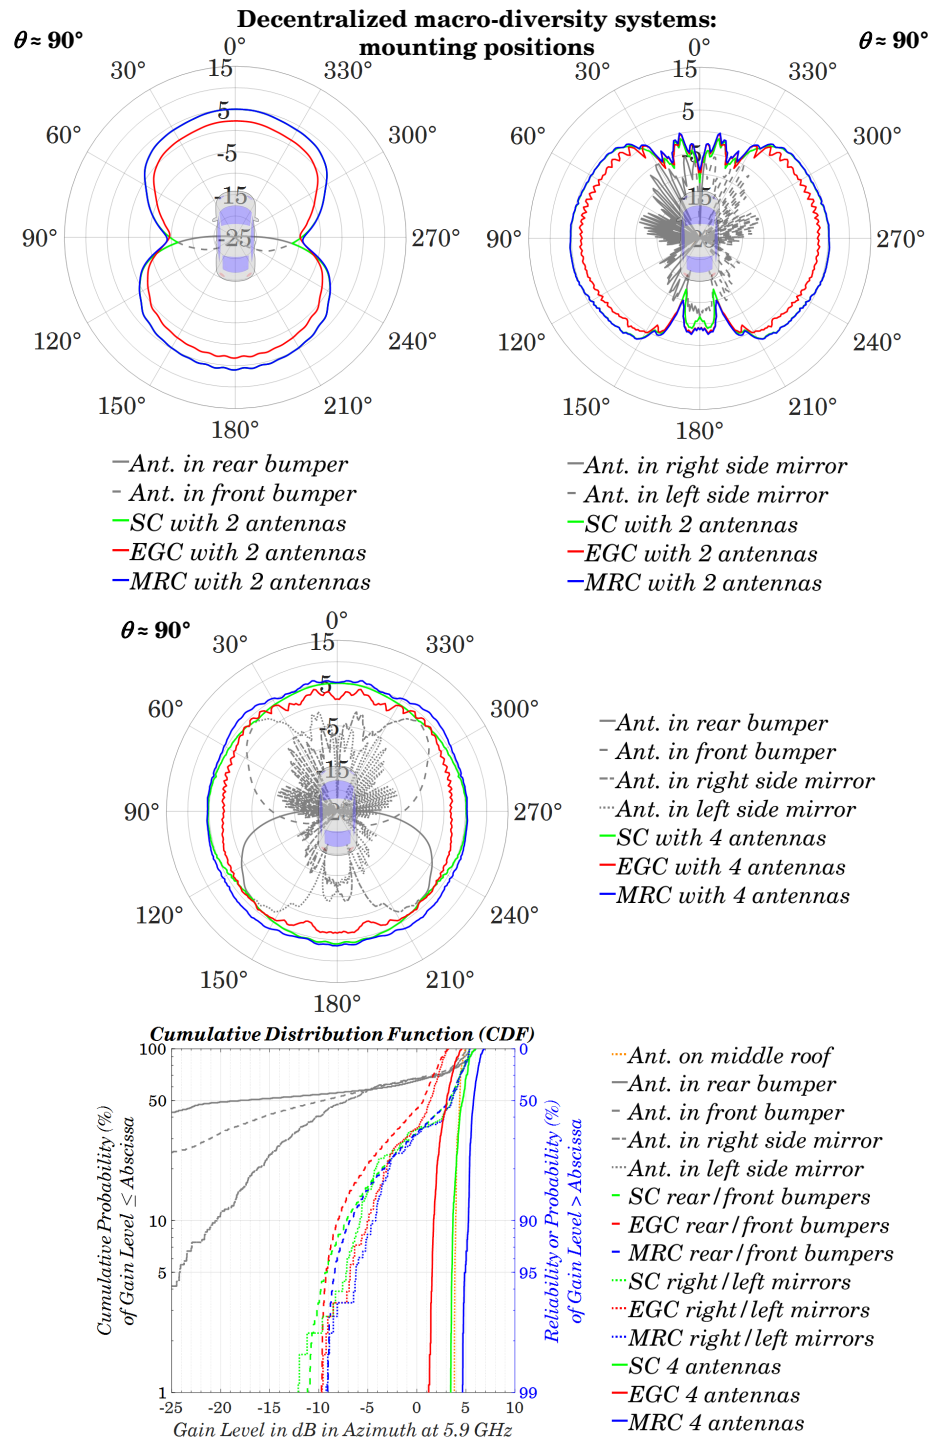 Decentralized macro-diversity systems:
mounting positions
θ ≈ 90°
0°
15
30°
330°
5
60°
300°
-5
-15
90°
-25
270°
120°
240°
150°
210°
180°
Ant. in rear bumper
Ant. in front bumper
SC with 2 antennas
EGC with 2 antennas
MRC with 2 antennas
θ ≈ 90°
0°
15
30°
330°
5
60°
300°
-15
90°
270°
120°
240°
150°
210°
180°
Ant. in right side mirror
Ant. in left side mirror
SC with 2 antennas
EGC with 2 antennas
MRC with 2 antennas
θ ≈ 90°
0°
15
30°
330°
5
60°
300°
-5
-15
90°
270°
120°
240°
150°
210°
180°
Ant. in rear bumper
Ant. in front bumper
Ant. in right side mirror
Ant. in left side mirror
SC with 4 antennas
EGC with 4 antennas
MRC with 4 antennas
Cumulative Distribution Function (CDF)
Cumulative Probability (%)
of Gain Level ≤ Abscissa
100
50
10
5
1
-25 -20 -15 -10 -5 0 5 10
Gain Level in dB in Azimuth at 5.9 GHz
0
50
90
95
99
Reliability or Probability (%)
of Gain Level > Abscissa
Ant. on middle roof
Ant. in rear bumper
Ant. in front bumper
Ant. in right side mirror
Ant. in left side mirror
SC rear/front bumpers
EGC rear/front bumpers
MRC rear/front bumpers
SC right/left mirrors
EGC right/left mirrors
MRC right/left mirrors
SC 4 antennas
EGC 4 antennas
MRC 4 antennas